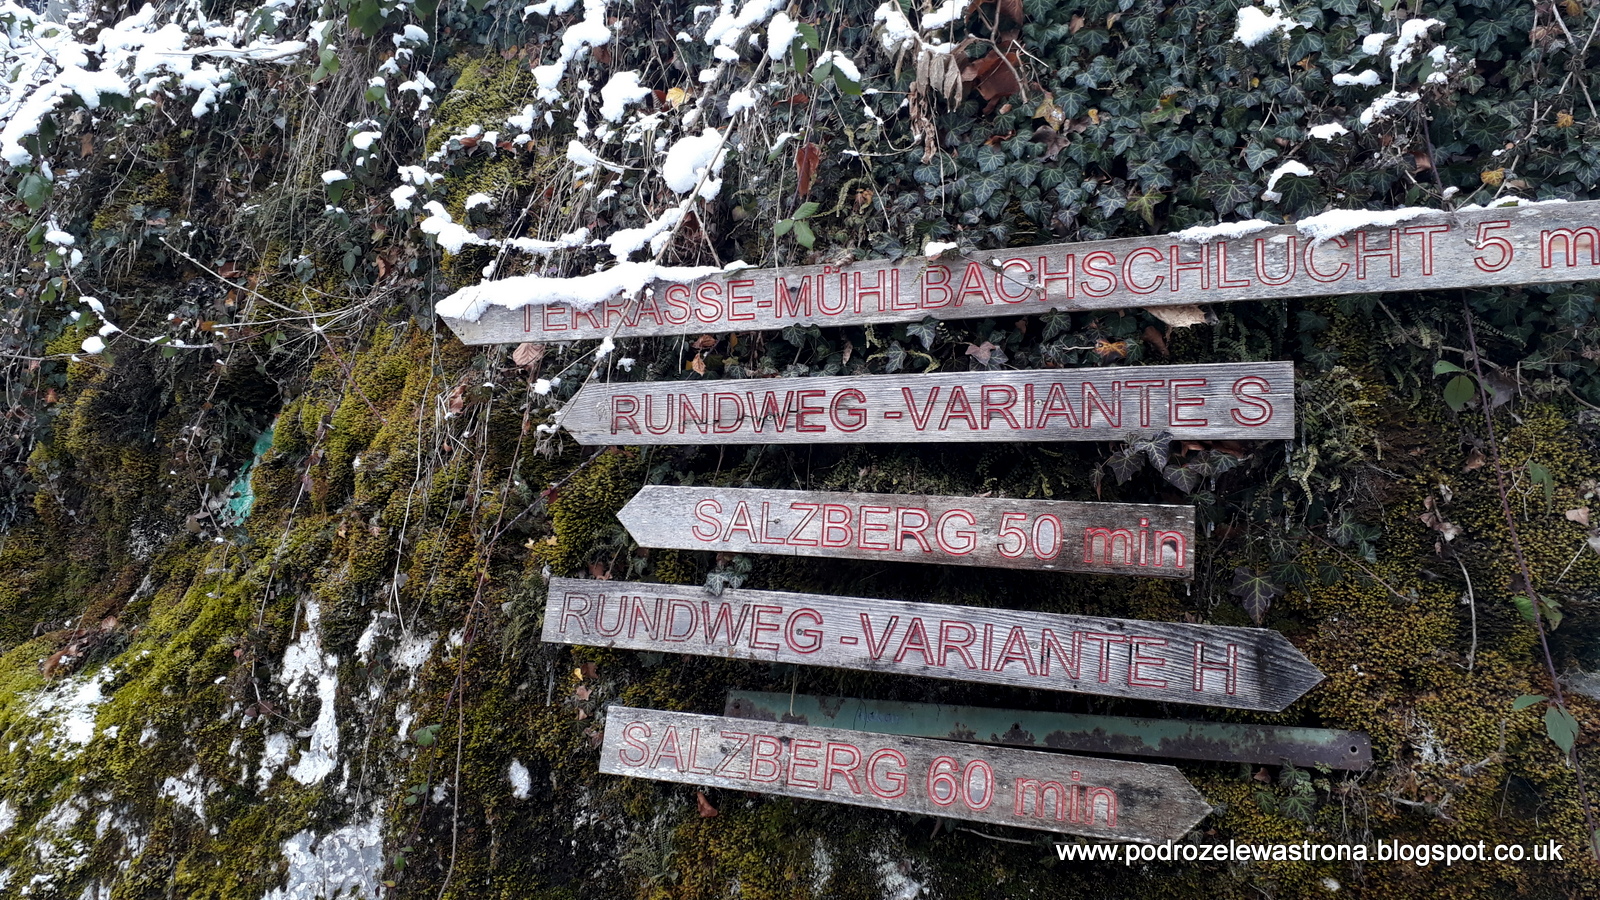 TERRASSE-MÜHLBACHSCHLUCHT 5 m
RUNDWEG -VARIANTE S
SALZBERG 50 min
RUNDWEG -VARIANTE H
SALZBERG 60 min
www.podrozelewastrona.blogspot.co.uk